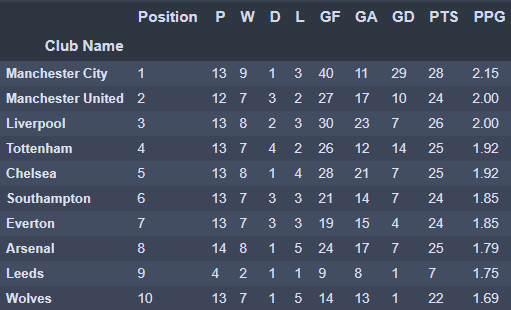 Position P W D L GF GA GD PTS PPG
Club Name
Manchester City 1 13 9 1 3 40 11 29 28 2.15
Manchester United 2 12 7 3 2 27 17 10 24 2.00
Liverpool 3 13 8 2 3 30 23 7 26 2.00
Tottenham 4 13 7 4 2 26 12 14 25 1.92
Chelsea 5 13 8 1 4 28 21 7 25 1.92
Southampton 6 13 7 3 3 21 14 7 24 1.85
Everton 7 13 7 3 3 19 15 4 24 1.85
Arsenal 8 14 8 1 5 24 17 7 25 1.79
Leeds 9 4 2 1 1 9 8 1 7 1.75
Wolves 10 13 7 1 5 14 13 1 22 1.69